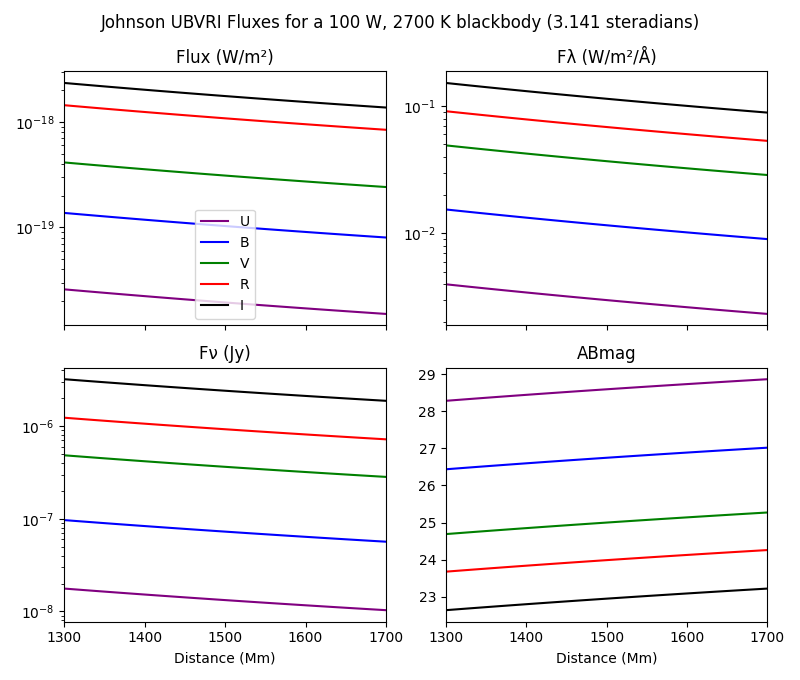 Johnson UBVRI Fluxes for a 100 W, 2700 K blackbody (3.141 steradians)
Flux (W/m²)
10⁻¹⁸
10⁻¹⁹
U
B
V
R
I
Fλ (W/m²/Å)
10⁻¹
10⁻²
Fν (Jy)
10⁻⁶
10⁻⁷
10⁻⁸
1300 1400 1500 1600 1700
Distance (Mm)
ABmag
29
28
27
26
25
24
23
1300 1400 1500 1600 1700
Distance (Mm)